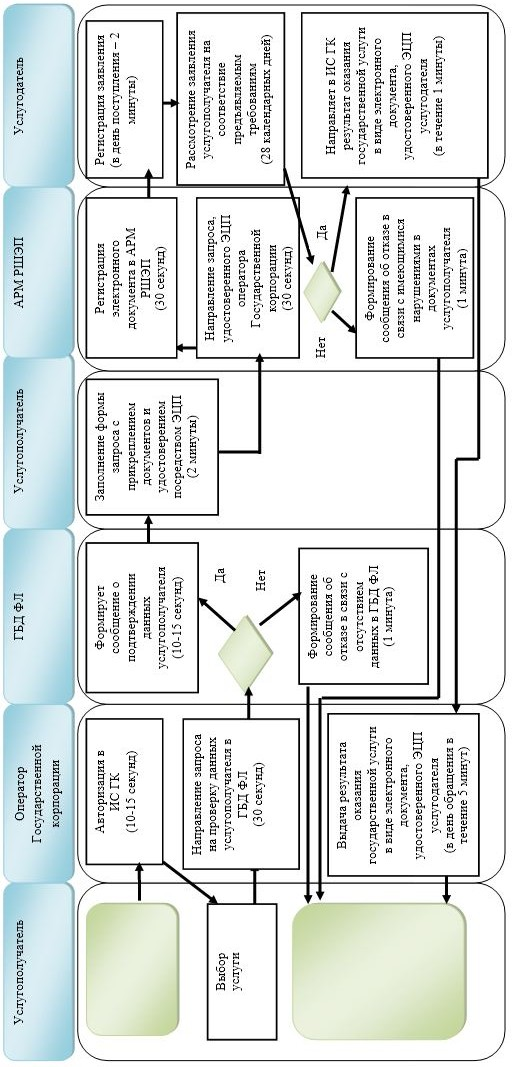 Услугополучатель
Оператор
Государственной
корпорации
ГБД ФЛ
Услугополучатель
АРМ РШЭП
Услугодатель
Авторизация в
ИС ГК
(10-15 секунд)
Выбор
услуги
Направление запроса
на проверку данных
услугополучателя в
ГБД ФЛ
(30 секунд)
Выдача результата
оказания
государственной услуги
в виде электронного
документа,
удостоверенного ЭЦП
услугодателя
(в день обращения в
течение 5 минут)
Формирует
сообщение о
подтверждении
данных
услугополучателя
(10-15 секунд)
Да
Нет
Формирование
сообщения об
отказе в связи с
отсутствием
данных в ГБД ФЛ
(1 минута)
Заполнение формы
запроса с
прикреплением
документов и
удостоверением
посредством ЭЦП
(2 минуты)
Регистрация
электронного
документа в АРМ
РШЭП
(30 секунд)
Направление запроса,
удостоверенного ЭЦП
оператора
Государственной
корпорации
(30 секунд)
Нет
Да
Формирование
сообщения об отказе в
связи с имеющимися
нарушениями в
документах
услугополучателя
(1 минута)
Регистрация заявления
(в день поступления – 2
минуты)
Рассмотрение заявления
услугополучателя на
соответствие
предъявляемым
требованиям
(28 календарных дней)
Направляет в ИС ГК
результат оказания
государственной услуги
в виде электронного
документа,
удостоверенного ЭЦП
услугодателя
(в течение 1 минуты)